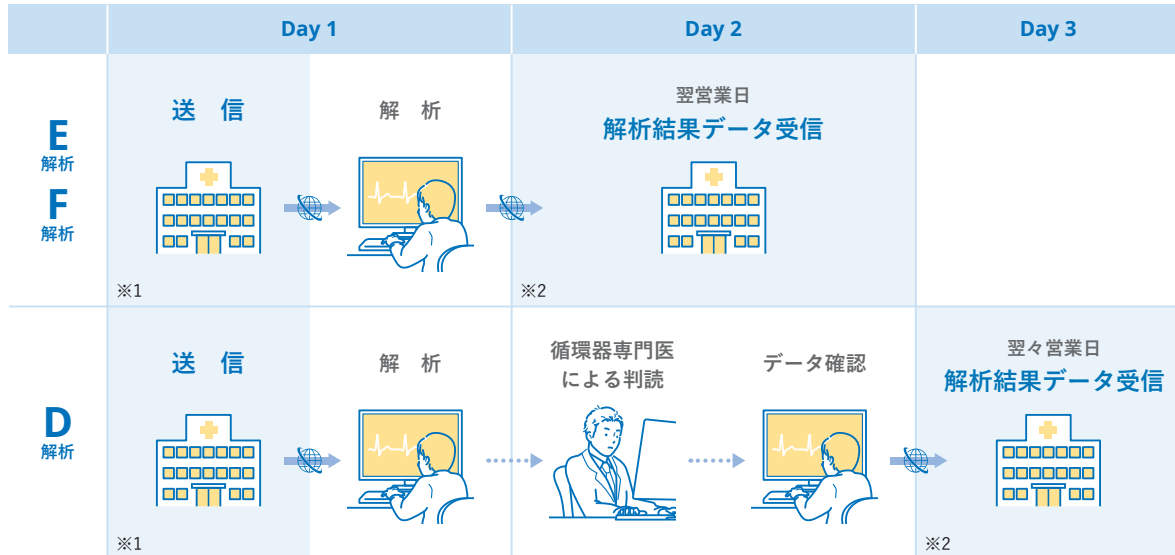 Day 1
Day 2
Day 3
E
解析
F
解析
送 信
解 析
翌営業日
解析結果データ受信
※1
※2
D
解析
送 信
解 析
循環器専門医
による判読
データ確認
翌々営業日
解析結果データ受信
※1
※2